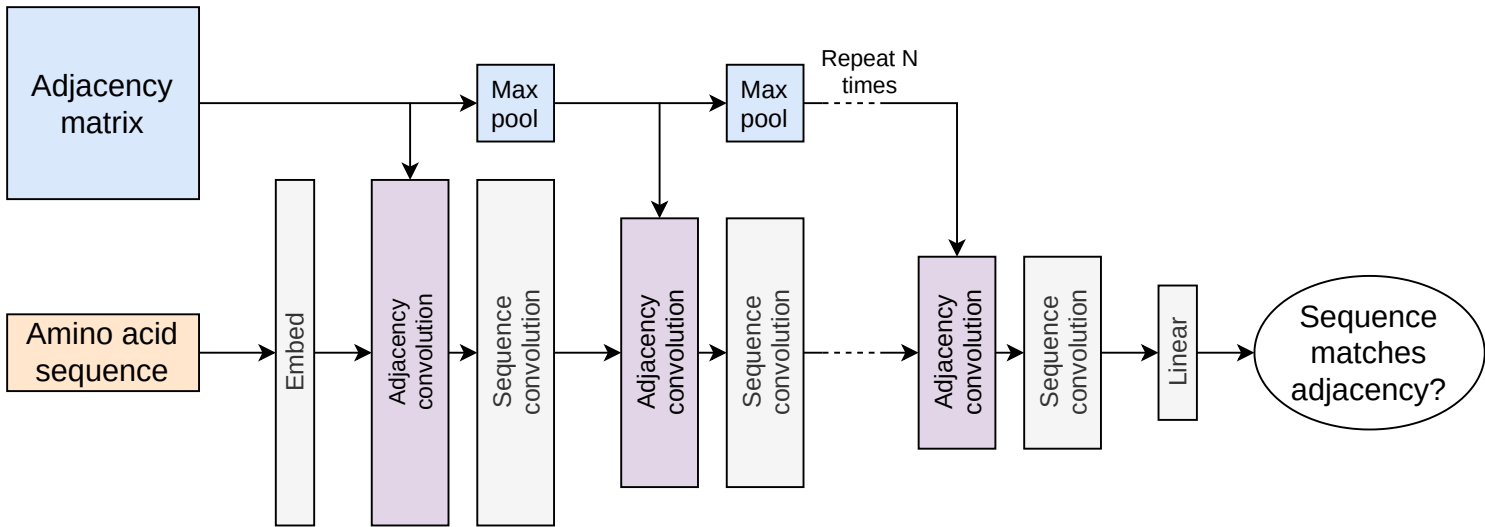 Adjacency
matrix
Max
pool
Max
pool
Repeat N
times
Amino acid
sequence
Embed
Adjacency
convolution
Sequence
convolution
Adjacency
convolution
Sequence
convolution
Adjacency
convolution
Sequence
convolution
Linear
Sequence
matches
adjacency?